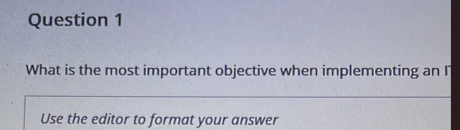 Question 1
What is the most important objective when implementing an
Use the editor to format your answer